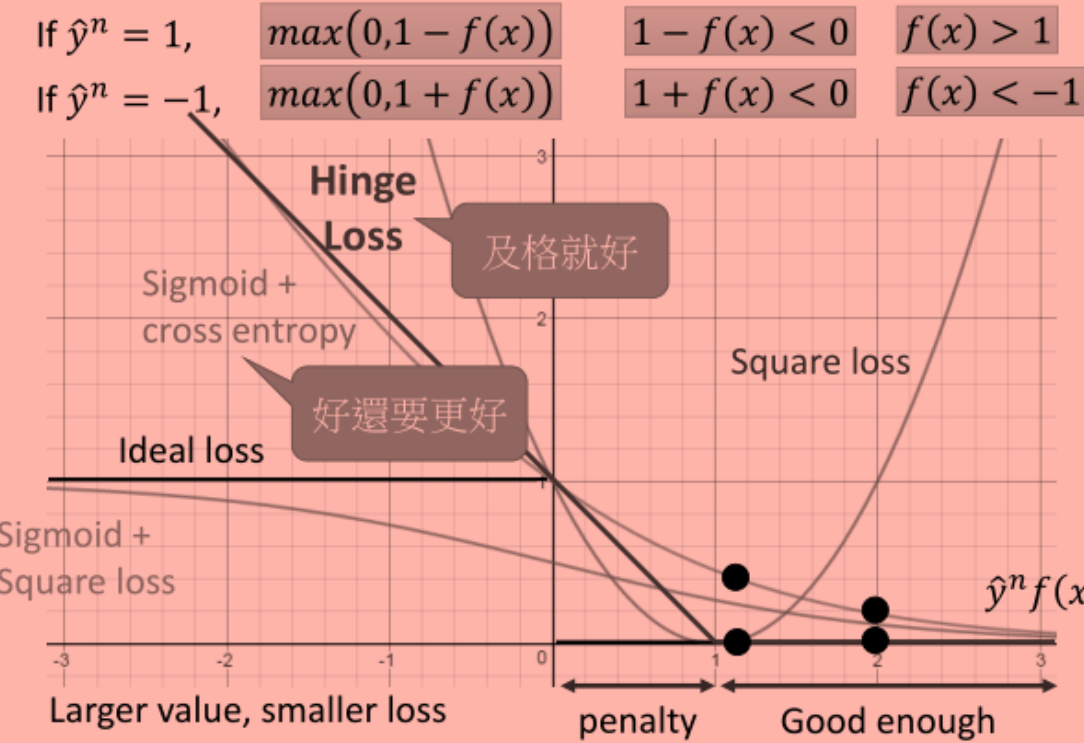 If ŷⁿ = 1, max(0,1 − f(x)) 1 − f(x) < 0 f(x) > 1
If ŷⁿ = −1, max(0,1 + f(x)) 1 + f(x) < 0 f(x) < −1
3
Hinge
Loss
及格就好
Sigmoid +
cross entropy
2
Square loss
好還要更好
Ideal loss
1
Sigmoid +
Square loss
ŷⁿf(x
-3 -2 -1 0 1 2 3
Larger value, smaller loss
penalty
Good enough